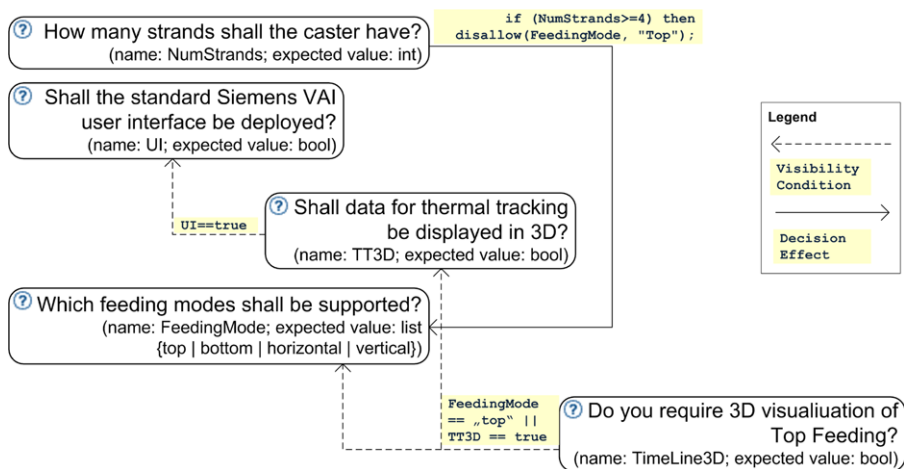 How many strands shall the caster have?
(name: NumStrands; expected value: int)
if (NumStrands>=4) then
disallow(FeedingMode, "Top");
Shall the standard Siemens VAI
user interface be deployed?
(name: UI; expected value: bool)
UI==true
Shall data for thermal tracking
be displayed in 3D?
(name: TT3D; expected value: bool)
Which feeding modes shall be supported?
(name: FeedingMode; expected value: list
{top | bottom | horizontal | vertical})
FeedingMode
== „top“ ||
TT3D == true
Do you require 3D visualiuation of
Top Feeding?
(name: TimeLine3D; expected value: bool)
Legend
Visibility
Condition
Decision
Effect